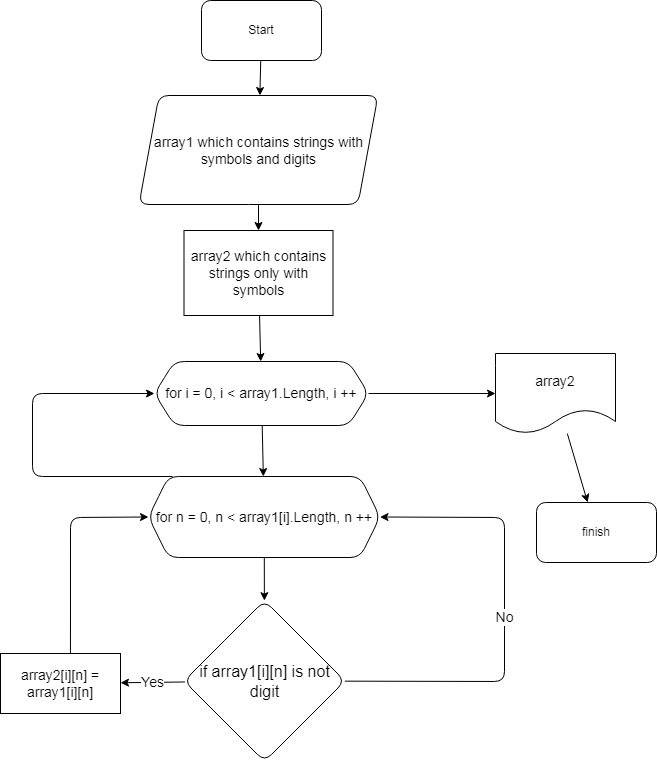 Start
array1 which contains strings with
symbols and digits
array2 which contains
strings only with
symbols
for i = 0, i < array1.Length, i ++
array2
for n = 0, n < array1[i].Length, n ++
finish
No
if array1[i][n] is not
digit
Yes
array2[i][n] =
array1[i][n]